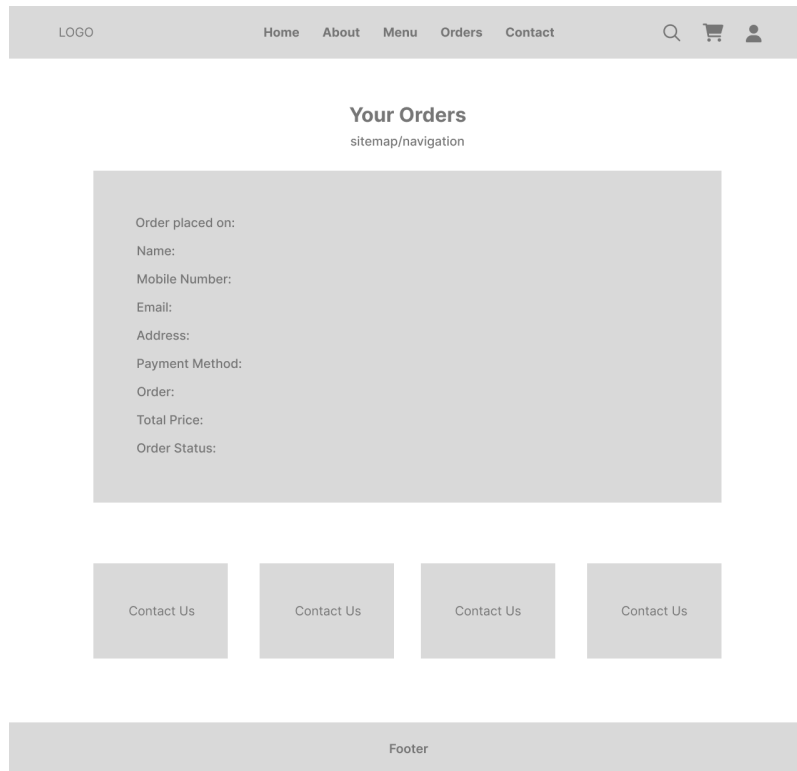 LOGO Home About Menu Orders Contact
Your Orders
sitemap/navigation
Order placed on:
Name:
Mobile Number:
Email:
Address:
Payment Method:
Order:
Total Price:
Order Status:
Contact Us Contact Us Contact Us Contact Us
Footer